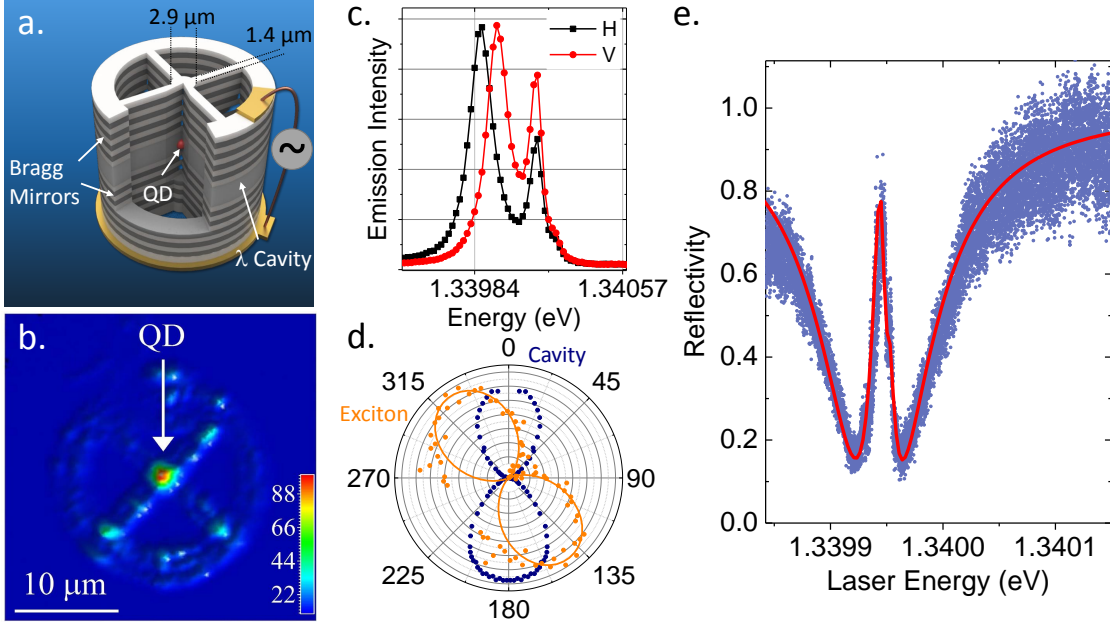 a.
2.9 µm
1.4 µm
Bragg
Mirrors
QD
λ Cavity
~
b.
QD
10 µm
88
66
44
22
c.
H
V
Emission Intensity
1.33984
1.34057
Energy (eV)
d.
0
Cavity
315
45
Exciton
270
90
225
135
180
e.
1.0
0.8
0.6
0.4
0.2
0.0
Reflectivity
1.3399
1.3400
1.3401
Laser Energy (eV)